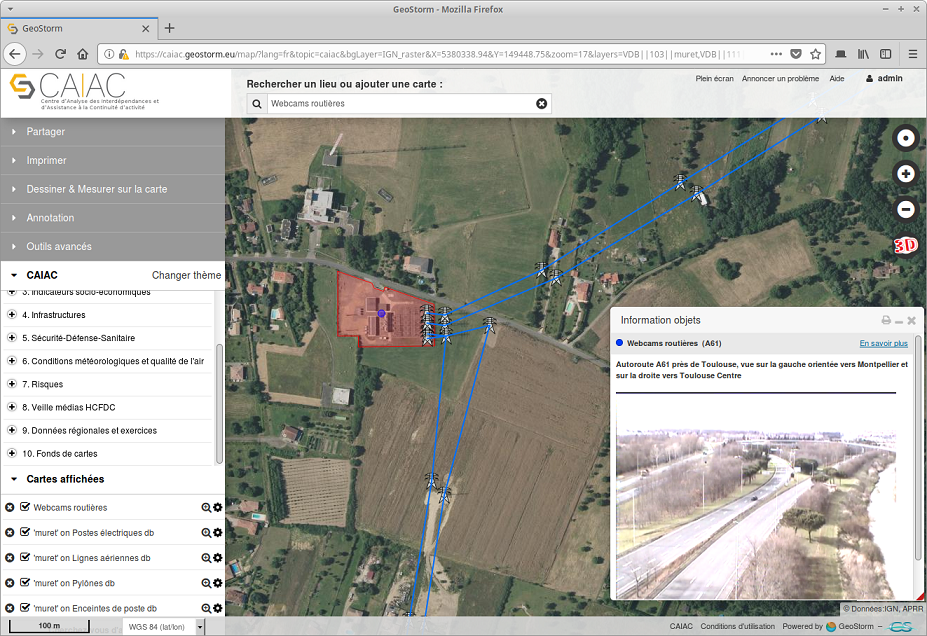 GeoStorm - Mozilla Firefox
GeoStorm
https://caiac.geostorm.eu/map/?lang=fr&topic=caiac&bgLayer=IGN_raster&X=5380338.94&Y=149448.75&zoom=17&layers=VDB||103||muret,VDB||11
CAIAC
Centre d'Analyse des Interdépendances et
d'Assistance à la Continuité d'activité
Rechercher un lieu ou ajouter une carte :
Webcams routières
Plein écran Annoncer un problème Aide admin
Partager
Imprimer
Dessiner & Mesurer sur la carte
Annotation
Outils avancés
CAIAC Changer thème
3. Indicateurs socio-économiques
4. Infrastructures
5. Sécurité-Défense-Sanitaire
6. Conditions météorologiques et qualité de l'air
7. Risques
8. Veille médias HCFDC
9. Données régionales et exercices
10. Fonds de cartes
Cartes affichées
Webcams routières
'muret' on Postes électriques db
'muret' on Lignes aériennes db
'muret' on Pylônes db
'muret' on Enceintes de poste db
100 m
WGS 84 (lat/lon)
3D
Information objets
Webcams routières (A61) En savoir plus
Autoroute A61 près de Toulouse, vue sur la gauche orientée vers Montpellier et
sur la droite vers Toulouse Centre
© Données:IGN, APRR
CAIAC Conditions d'utilisation Powered by GeoStorm - CS